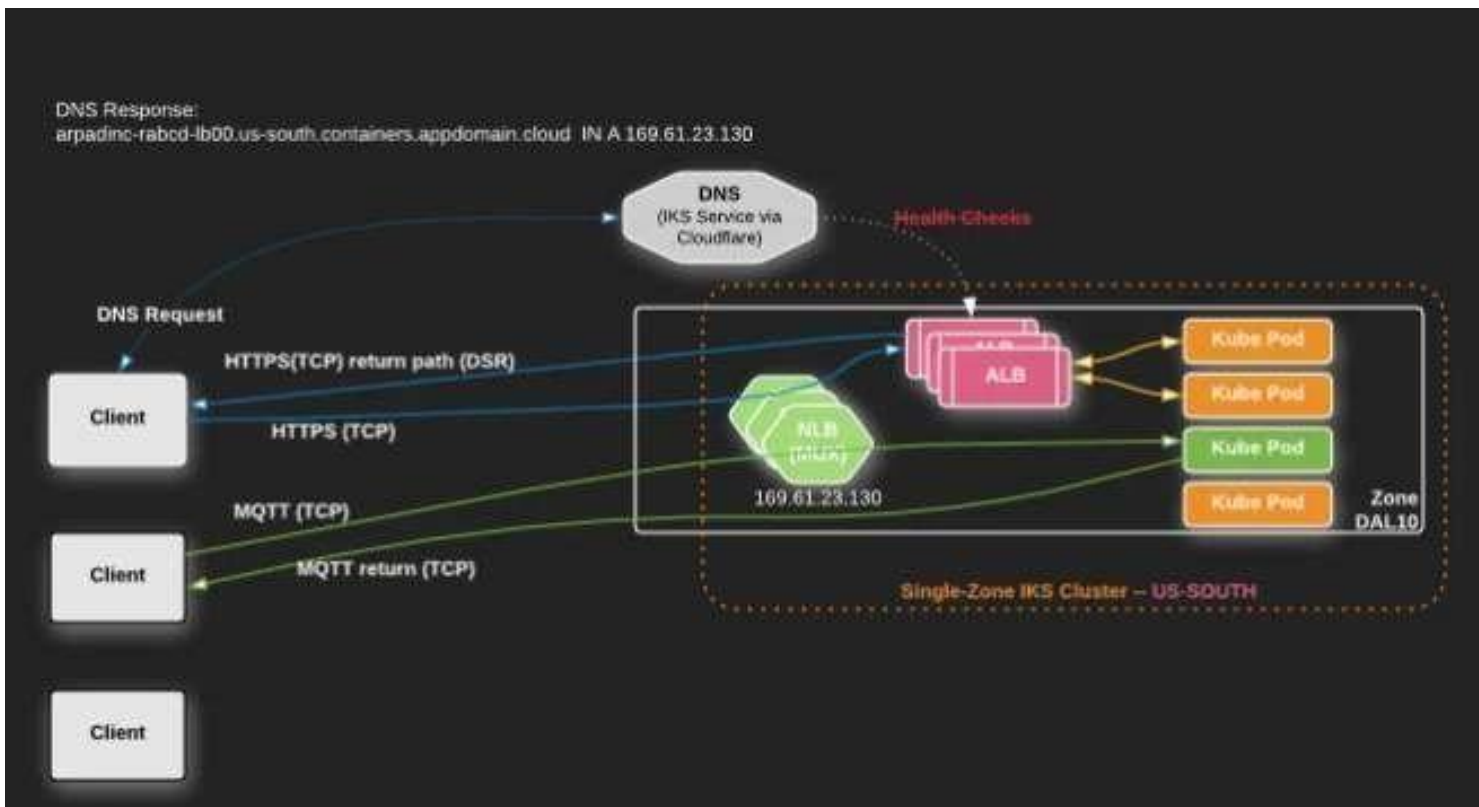 DNS Response:
arpadinc-rabcd-lb00.us-south.containers.appdomain.cloud IN A 169.61.23.130
DNS
(IKS Service via
Cloudflare)
Health Checks
DNS Request
HTTPS(TCP) return path (DSR)
Client
HTTPS (TCP)
ALB
ALB
NLB
(MUX)
169.61.23.130
Kube Pod
Kube Pod
Kube Pod
Kube Pod
Zone
DAL10
MQTT (TCP)
Client
MQTT return (TCP)
Single-Zone IKS Cluster – US-SOUTH
Client